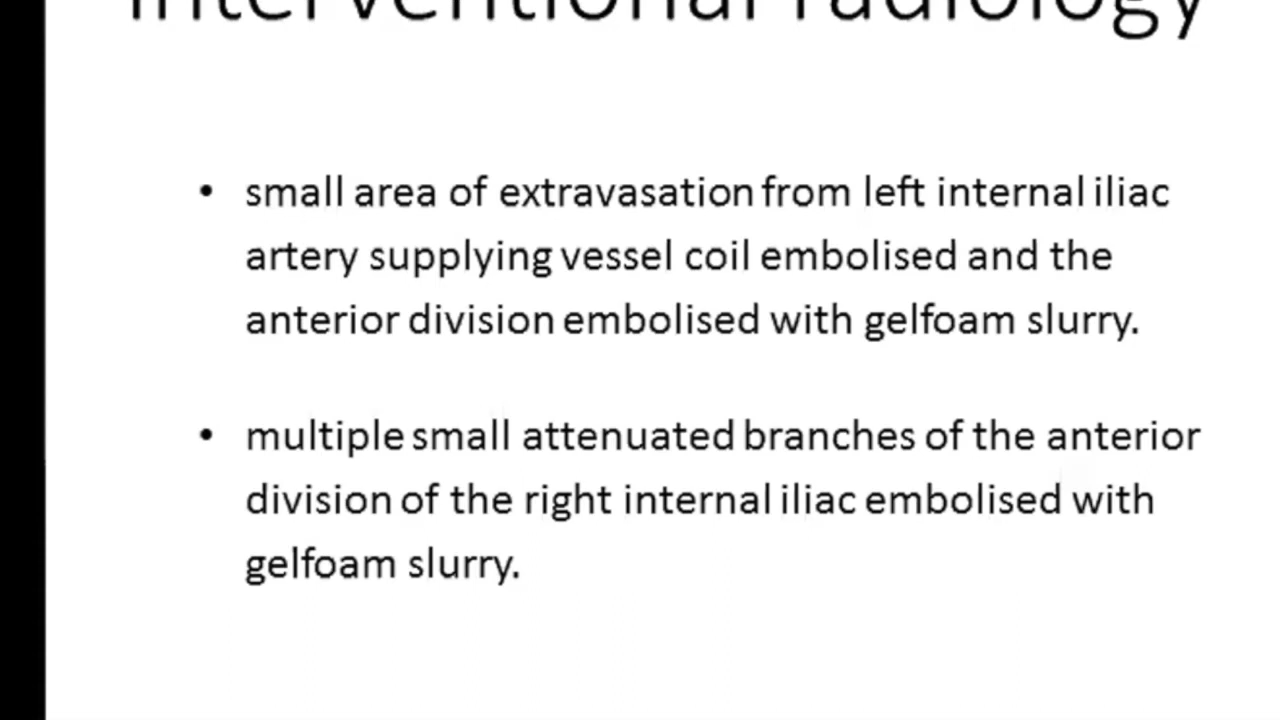 interventional radiology
• small area of extravasation from left internal iliac
artery supplying vessel coil embolised and the
anterior division embolised with gelfoam slurry.
• multiple small attenuated branches of the anterior
division of the right internal iliac embolised with
gelfoam slurry.